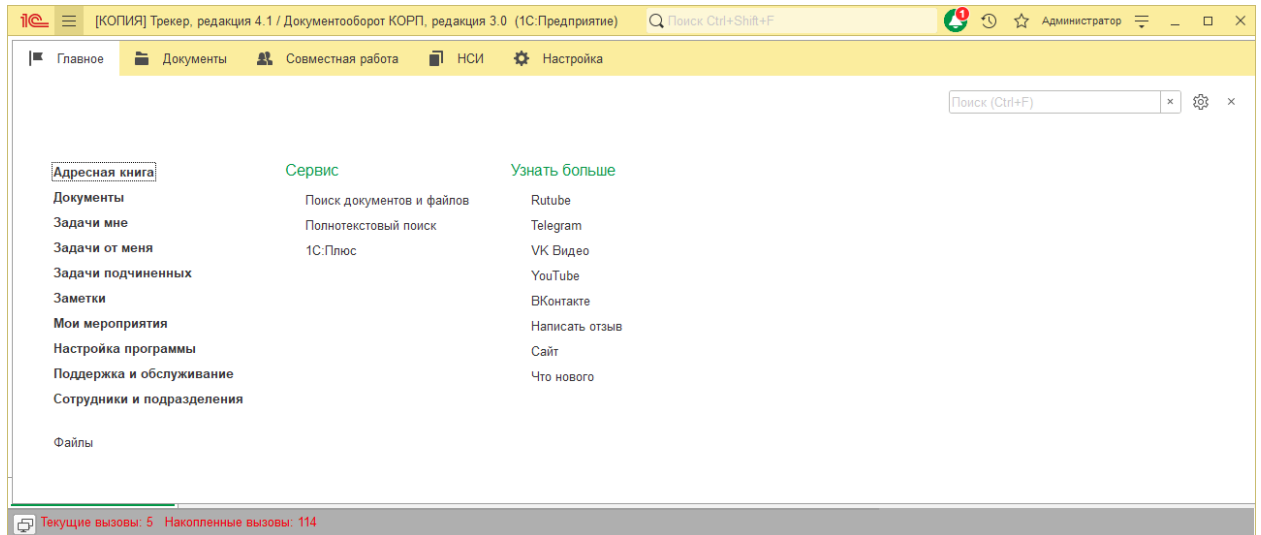 1С [КОПИЯ] Трекер, редакция 4.1 / Документооборот КОРП, редакция 3.0 (1С:Предприятие) Поиск Ctrl+Shift+F 1 Администратор
Главное Документы Совместная работа НСИ Настройка
Поиск (Ctrl+F)
Адресная книга
Документы
Задачи мне
Задачи от меня
Задачи подчиненных
Заметки
Мои мероприятия
Настройка программы
Поддержка и обслуживание
Сотрудники и подразделения
Файлы
Сервис
Поиск документов и файлов
Полнотекстовый поиск
1С:Плюс
Узнать больше
Rutube
Telegram
VK Видео
YouTube
ВКонтакте
Написать отзыв
Сайт
Что нового
Текущие вызовы: 5 Накопленные вызовы: 114